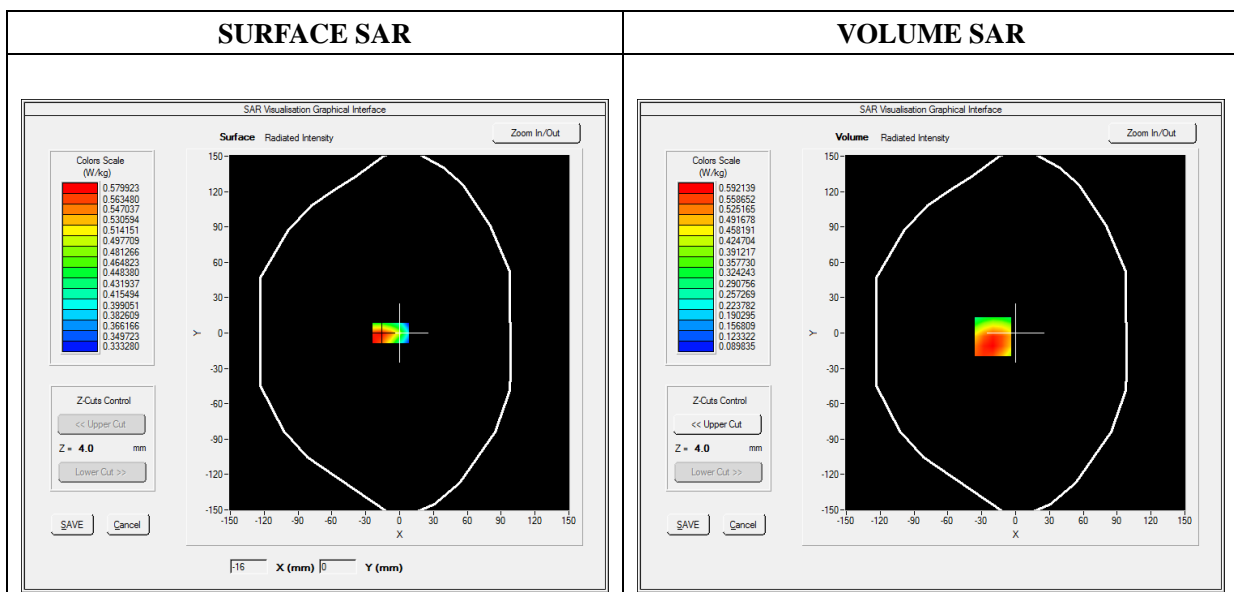 SURFACE SAR
VOLUME SAR
SAR Visualisation Graphical Interface
Surface Radiated Intensity
Zoom In/Out
Colors Scale
(W/kg)
0.579923
0.563480
0.547037
0.530594
0.514151
0.497709
0.481266
0.464823
0.448380
0.431937
0.415494
0.399051
0.382609
0.366166
0.349723
0.333280
150
120
90
60
30
0
-30
-60
-90
-120
-150
Y
-150 -120 -90 -60 -30 0 30 60 90 120 150
X
Z-Cuts Control
<< Upper Cut
Z = 4.0 mm
Lower Cut >>
SAVE Cancel
-16 X (mm) 0 Y (mm)
SAR Visualisation Graphical Interface
Volume Radiated Intensity
Zoom In/Out
Colors Scale
(W/kg)
0.592139
0.558652
0.525165
0.491678
0.458191
0.424704
0.391217
0.357730
0.324243
0.290756
0.257269
0.223782
0.190295
0.156809
0.123322
0.089835
150
120
90
60
30
0
-30
-60
-90
-120
-150
Y
-150 -120 -90 -60 -30 0 30 60 90 120 150
X
Z-Cuts Control
<< Upper Cut
Z = 4.0 mm
Lower Cut >>
SAVE Cancel